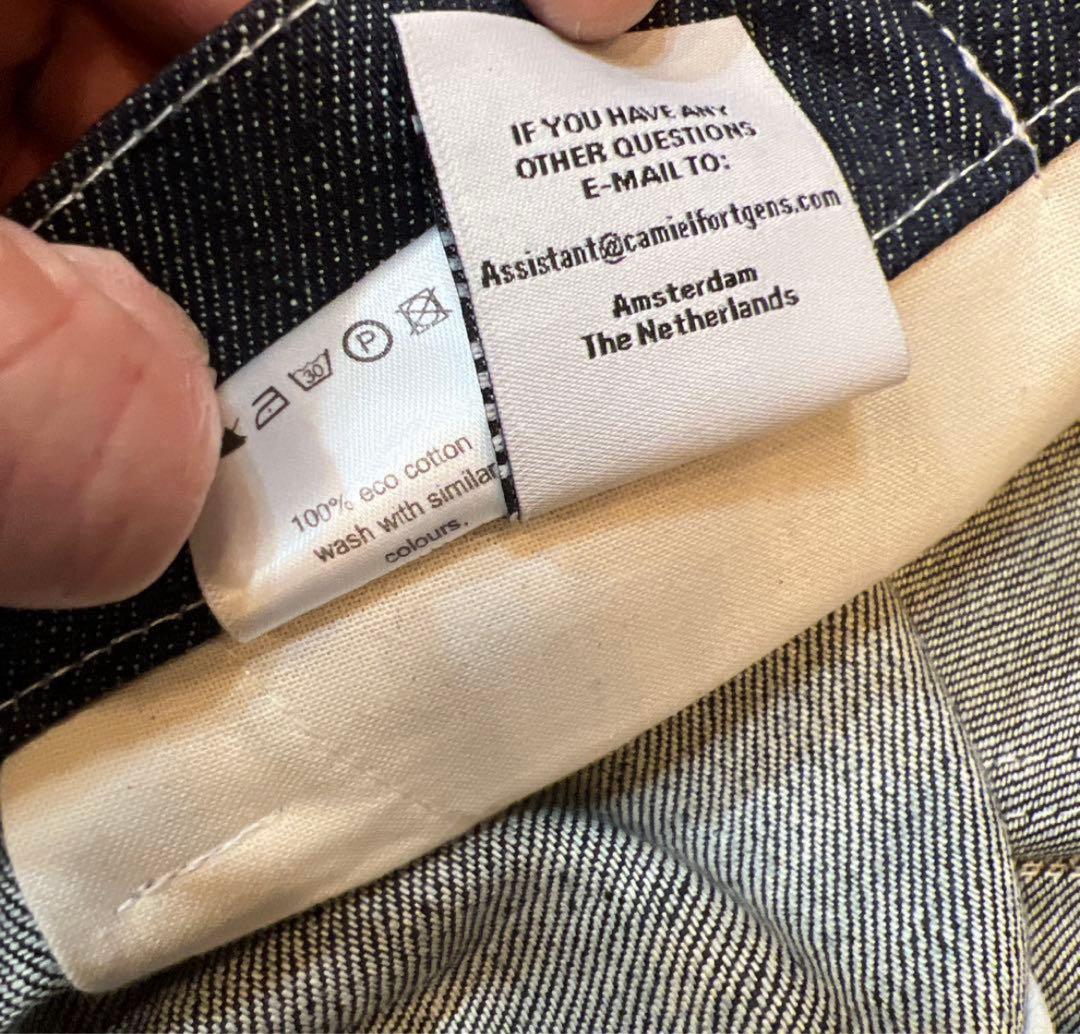 IF YOU HAVE ANY
OTHER QUESTIONS
E-MAIL TO:
Assistant@camielfortgens.com
Amsterdam
The Netherlands
30 P
100% eco cotton
wash with similar
colours.